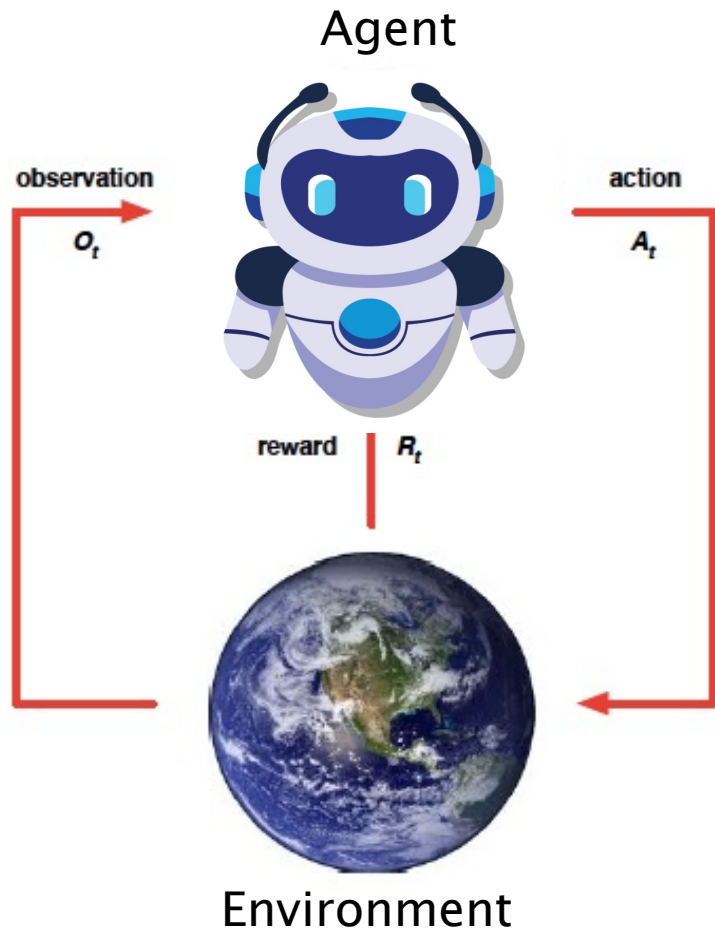 Agent
observation
action
O_t
A_t
reward R_t
Environment